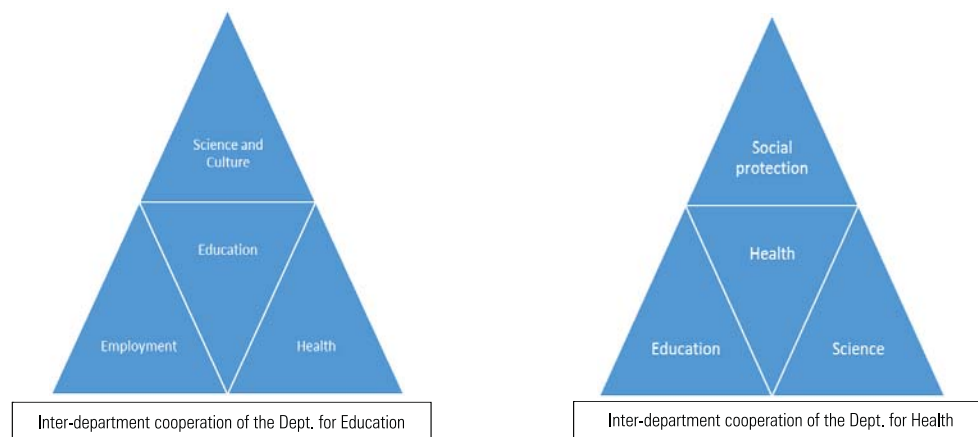 Science and
Culture
Education
Employment
Health
Inter-department cooperation of the Dept. for Education
Social
protection
Health
Education
Science
Inter-department cooperation of the Dept. for Health